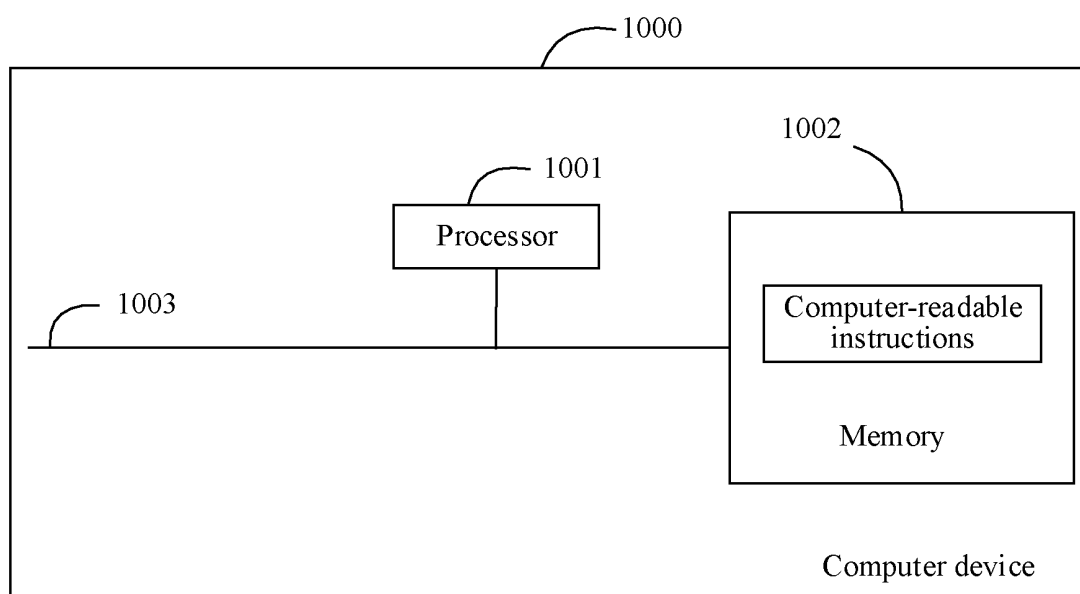 1000
1002
1001
Processor
1003
Computer-readable
instructions
Memory
Computer device